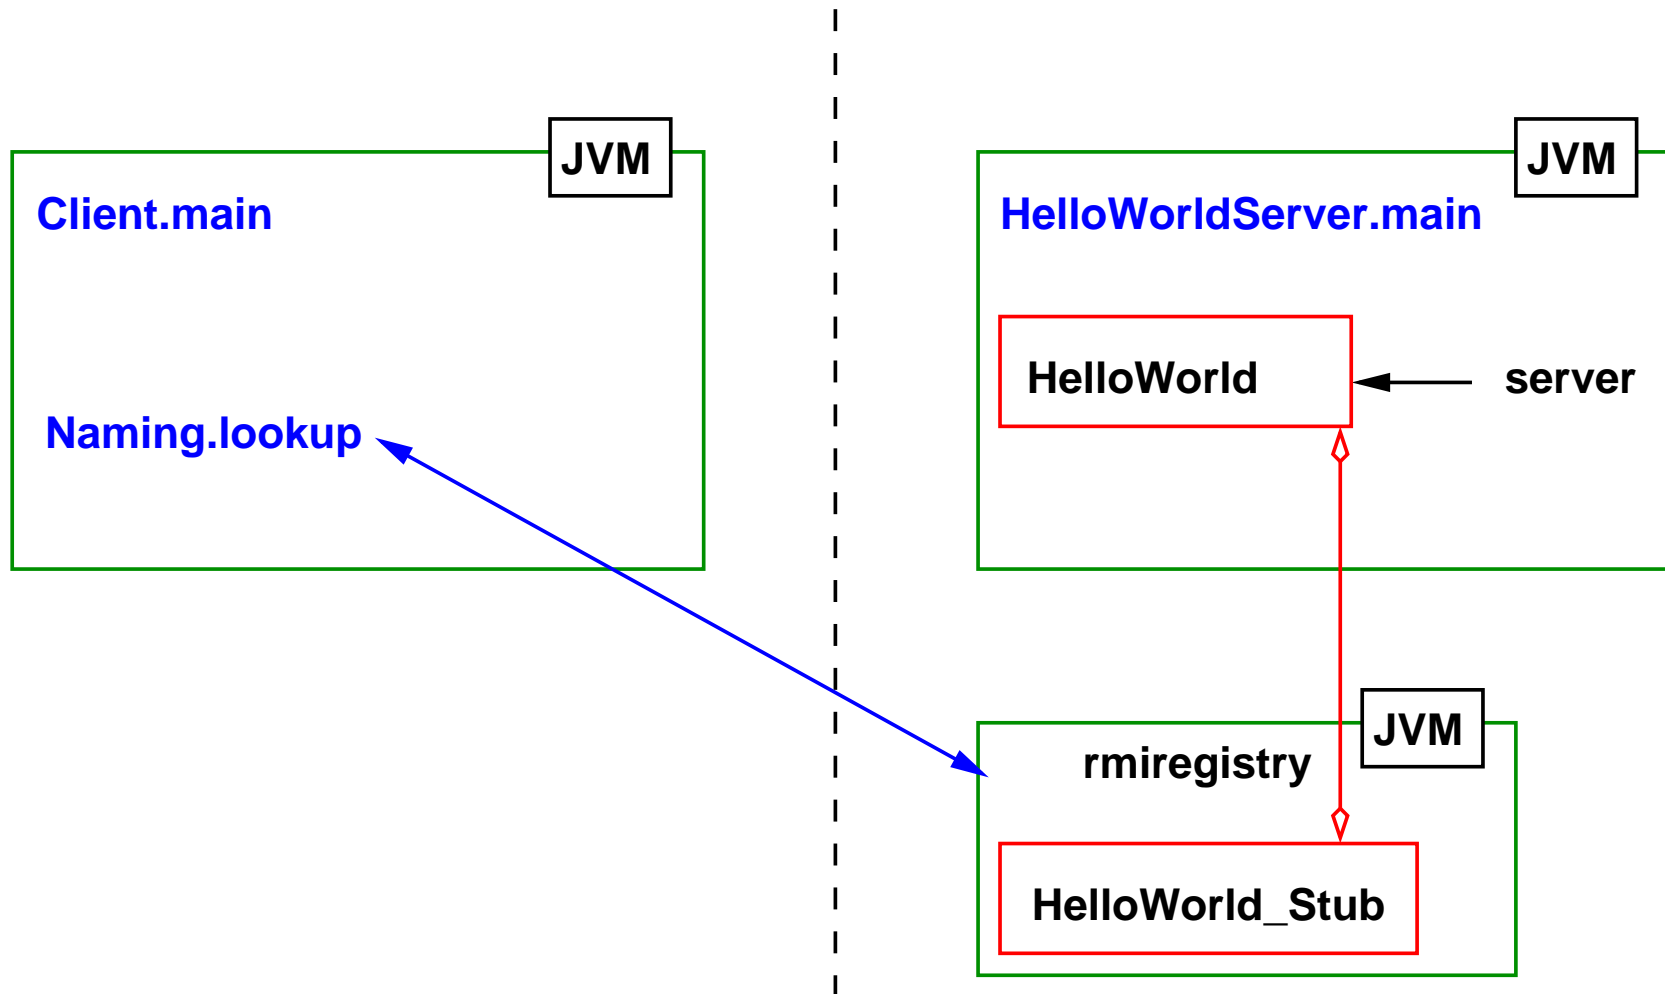 JVM
Client.main
Naming.lookup
JVM
HelloWorldServer.main
HelloWorld
server
JVM
rmiregistry
HelloWorld_Stub